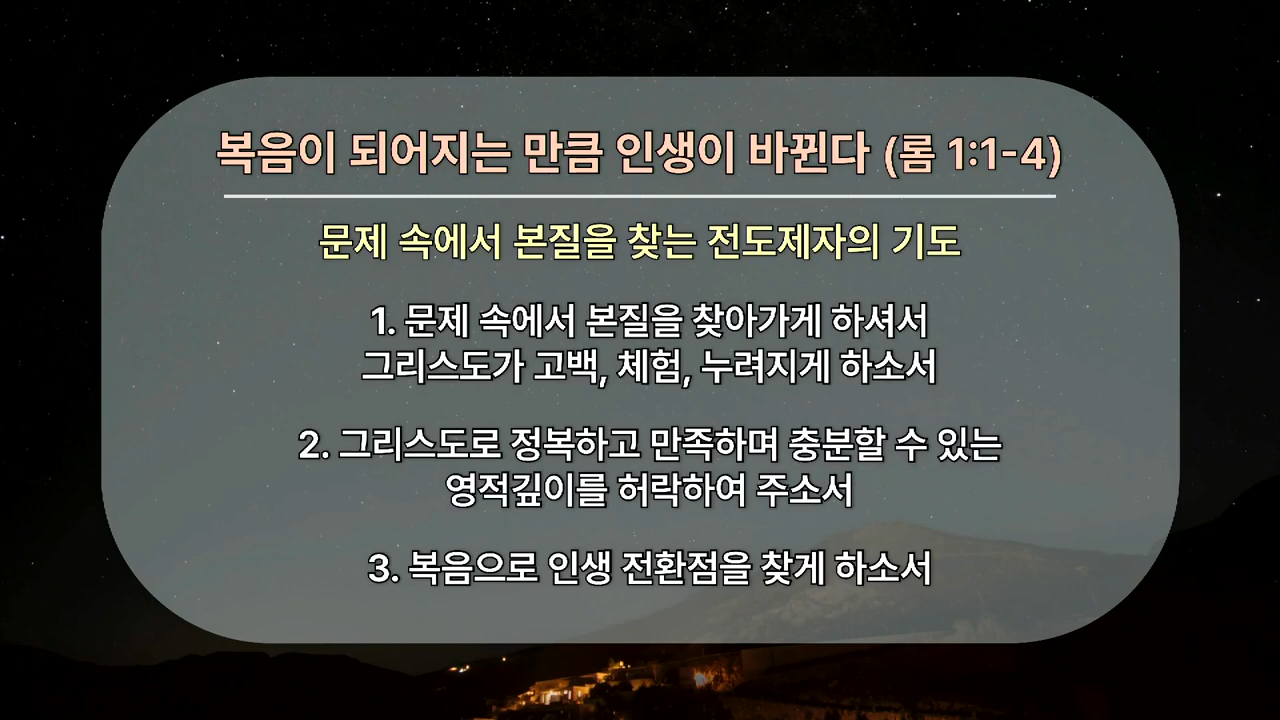 복음이 되어지는 만큼 인생이 바뀐다 (롬 1:1-4)
문제 속에서 본질을 찾는 전도제자의 기도
1. 문제 속에서 본질을 찾아가게 하셔서
그리스도가 고백, 체험, 누려지게 하소서
2. 그리스도로 정복하고 만족하며 충분할 수 있는
영적깊이를 허락하여 주소서
3. 복음으로 인생 전환점을 찾게 하소서